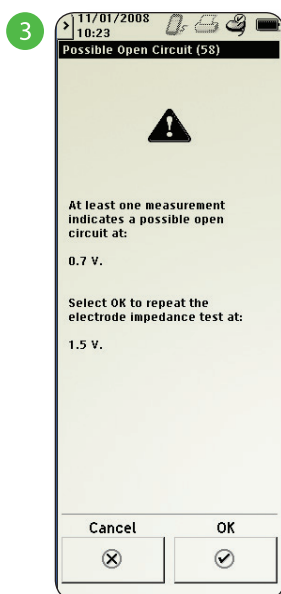 3
11/01/2008
10:23
Possible Open Circuit (58)
At least one measurement
indicates a possible open
circuit at:
0.7 V.
Select OK to repeat the
electrode impedance test at:
1.5 V.
Cancel OK